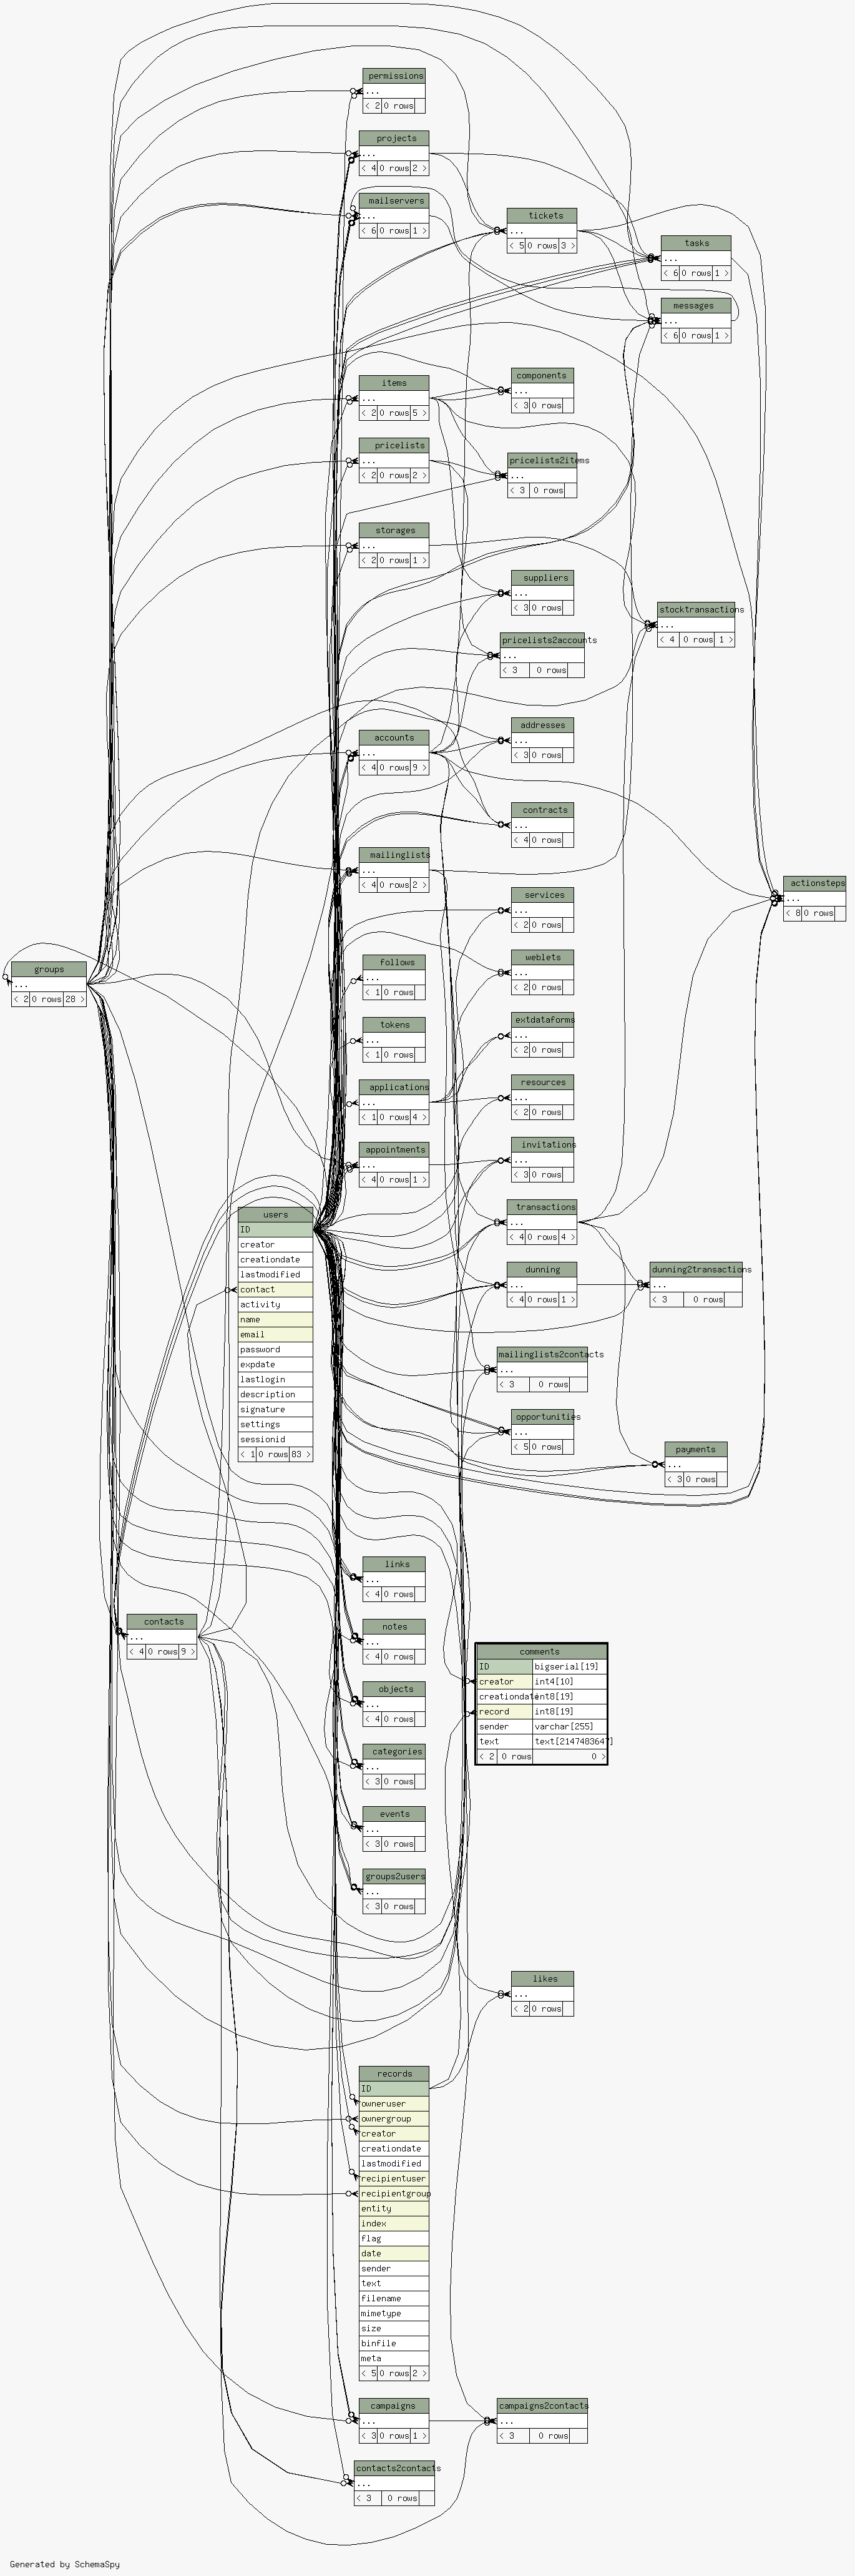 permissions
...
< 2 0 rows
projects
...
< 4 0 rows 2 >
mailservers
...
< 6 0 rows 1 >
tickets
...
< 5 0 rows 3 >
tasks
...
< 6 0 rows 1 >
messages
...
< 6 0 rows 1 >
items
...
< 2 0 rows 5 >
components
...
< 3 0 rows
pricelists
...
< 2 0 rows 2 >
pricelists2items
...
< 3 0 rows
storages
...
< 2 0 rows 1 >
suppliers
...
< 3 0 rows
stocktransactions
...
< 4 0 rows 1 >
pricelists2accounts
...
< 3 0 rows
accounts
...
< 4 0 rows 9 >
addresses
...
< 3 0 rows
contracts
...
< 4 0 rows
mailinglists
...
< 4 0 rows 2 >
actionsteps
...
< 8 0 rows
services
...
< 2 0 rows
groups
...
< 2 0 rows 28 >
follows
...
< 1 0 rows
weblets
...
< 2 0 rows
tokens
...
< 1 0 rows
extdataforms
...
< 2 0 rows
applications
...
< 1 0 rows 4 >
resources
...
< 2 0 rows
appointments
...
< 4 0 rows 1 >
invitations
...
< 3 0 rows
users
ID
creator
creationdate
lastmodified
contact
activity
name
email
password
expdate
lastlogin
description
signature
settings
sessionid
< 1 0 rows 83 >
transactions
...
< 4 0 rows 4 >
dunning
...
< 4 0 rows 1 >
dunning2transactions
...
< 3 0 rows
mailinglists2contacts
...
< 3 0 rows
opportunities
...
< 5 0 rows
payments
...
< 3 0 rows
links
...
< 4 0 rows
contacts
...
< 4 0 rows 9 >
notes
...
< 4 0 rows
comments
ID bigserial[19]
creator int4[10]
creationdate int8[19]
record int8[19]
sender varchar[255]
text text[2147483647]
< 2 0 rows 0 >
objects
...
< 4 0 rows
categories
...
< 3 0 rows
events
...
< 3 0 rows
groups2users
...
< 3 0 rows
likes
...
< 2 0 rows
records
ID
owneruser
ownergroup
creator
creationdate
lastmodified
recipientuser
recipientgroup
entity
index
flag
date
sender
text
filename
mimetype
size
binfile
meta
< 5 0 rows 2 >
campaigns
...
< 3 0 rows 1 >
campaigns2contacts
...
< 3 0 rows
contacts2contacts
...
< 3 0 rows
Generated by SchemaSpy